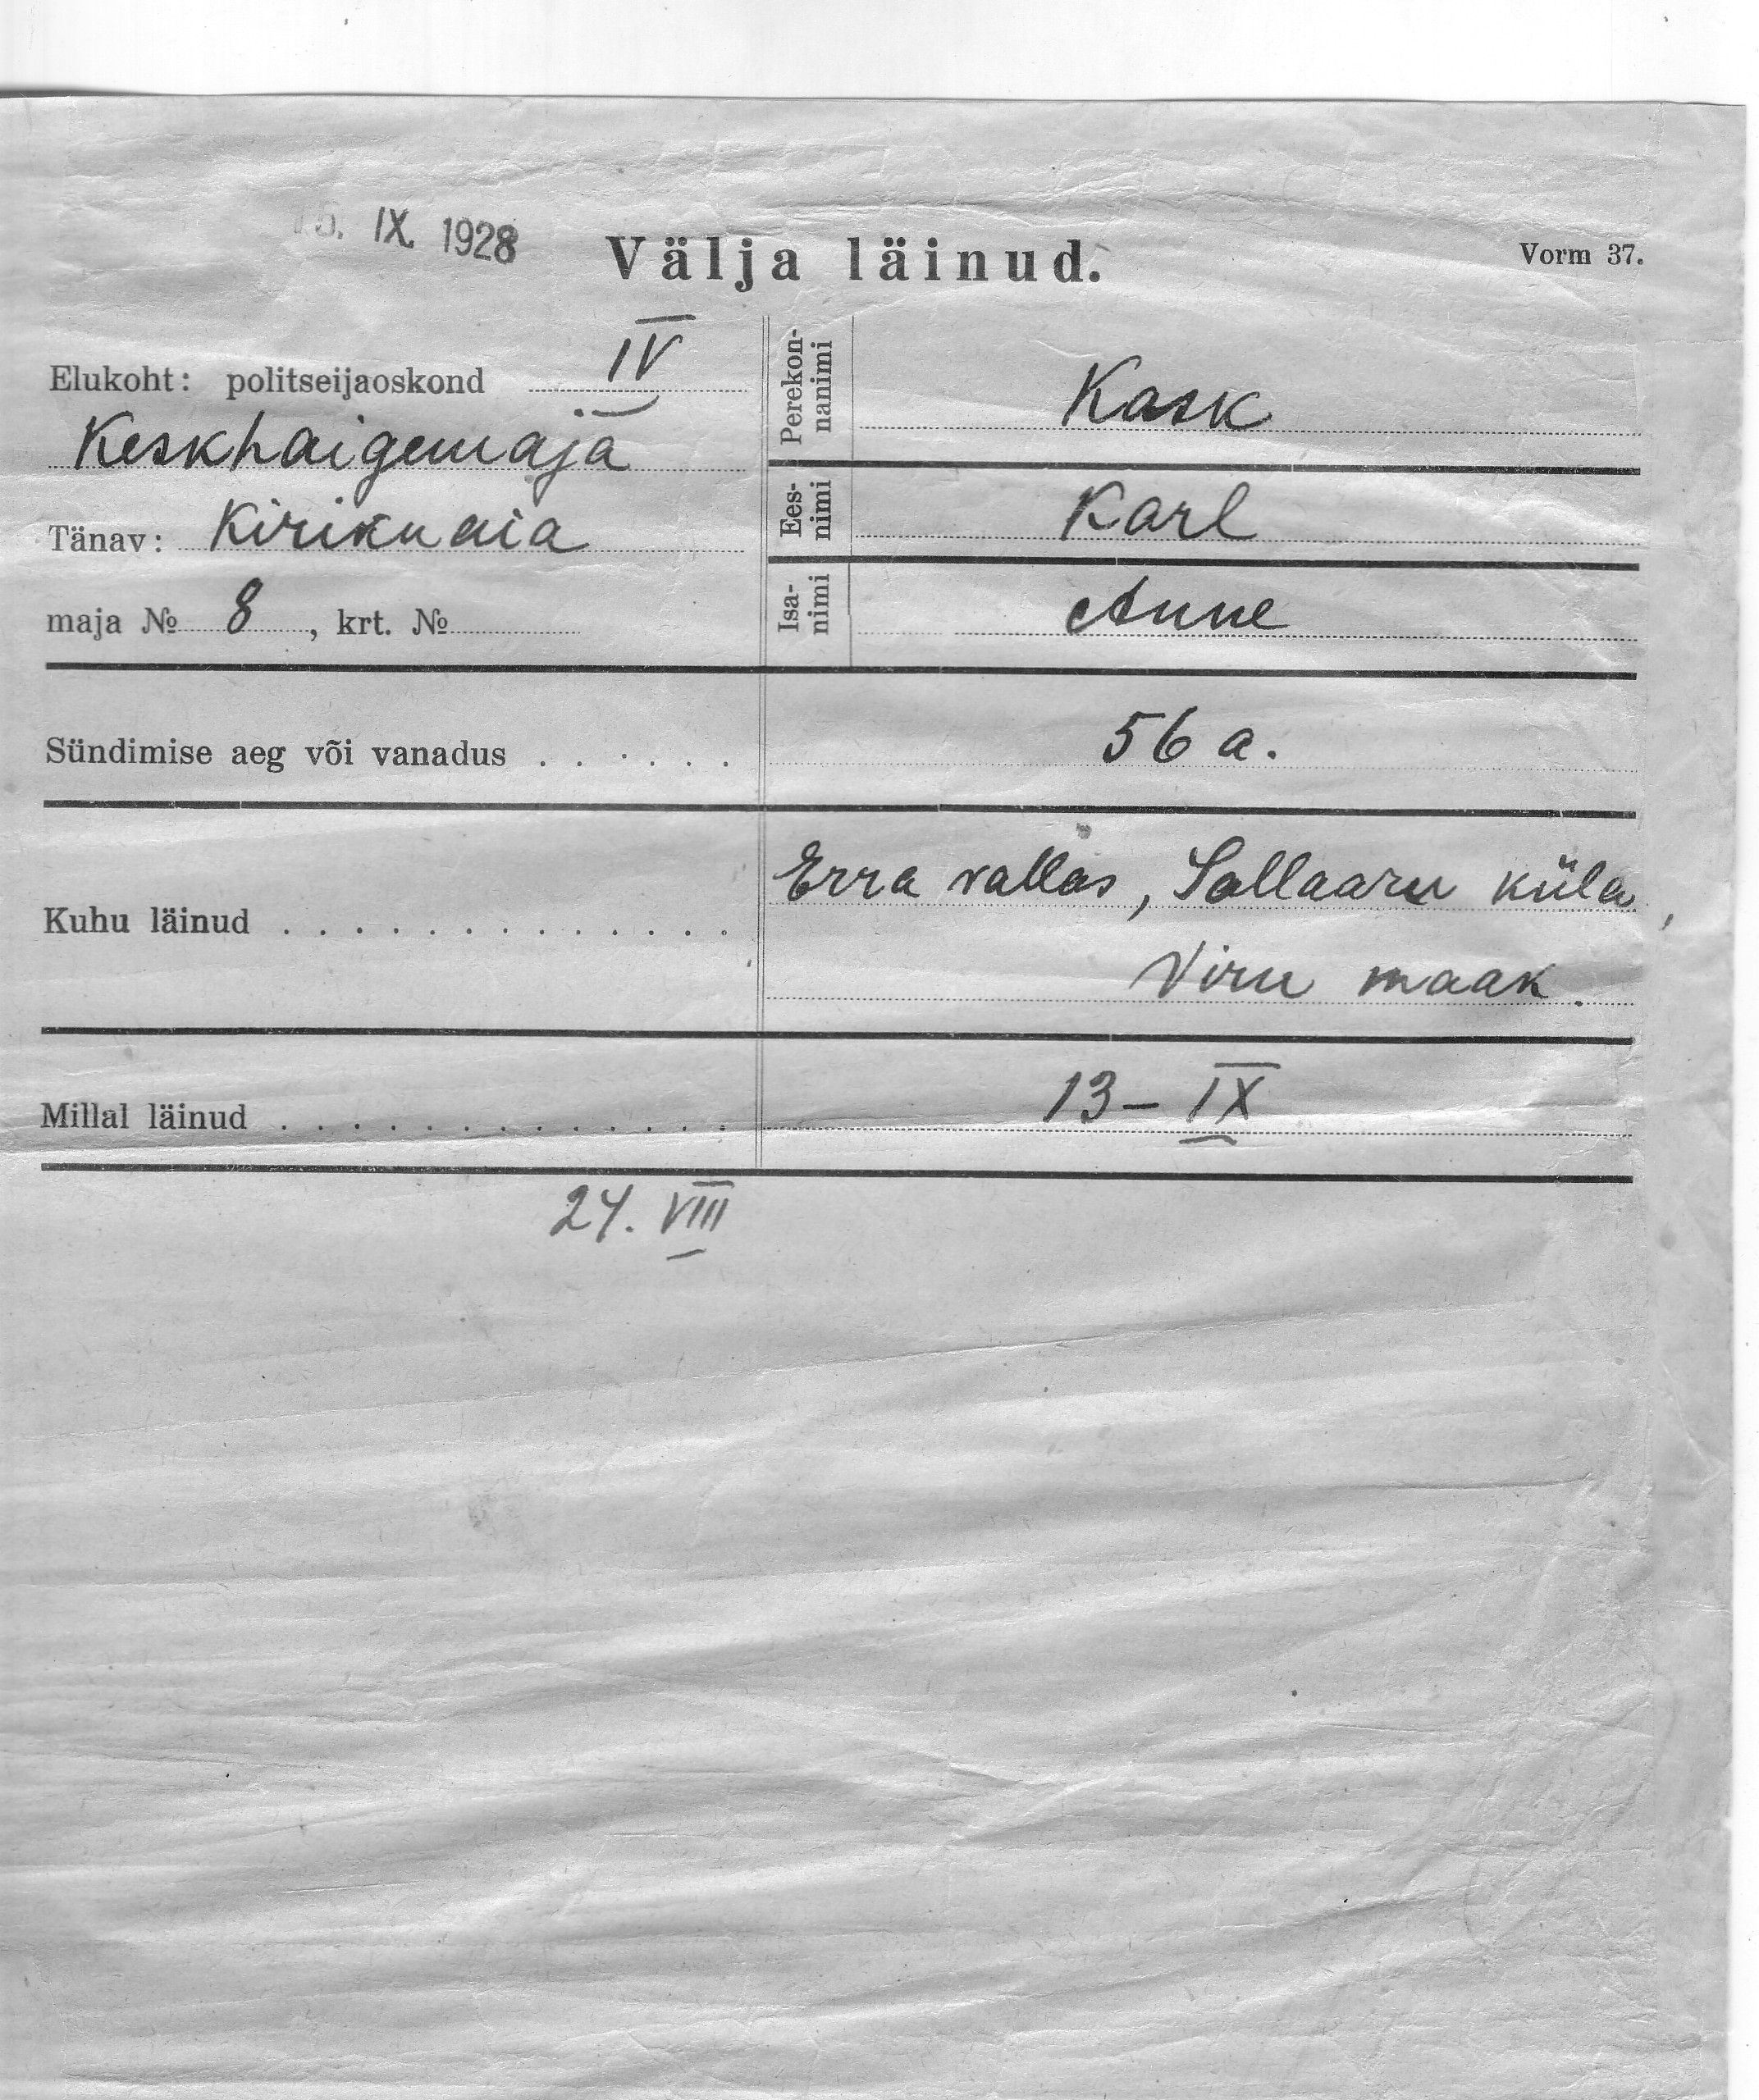 15. IX. 1928
Välja läinud.
Vorm 37.
Elukoht: politseijaoskond IV
Keskhaigemaja
Tänav: Kirikuaia
maja № 8, krt. №
Perekon-
nanimi
Kask
Ees-
nimi
Karl
Isa-
nimi
Anne
Sündimise aeg või vanadus . . . . . .
56 a.
Kuhu läinud . . . . . . . . . . . . .
Erra vallas, Sallaaru küla,
Viru maak.
Millal läinud . . . . . . . . . . . . .
13 – IX
24. VIII